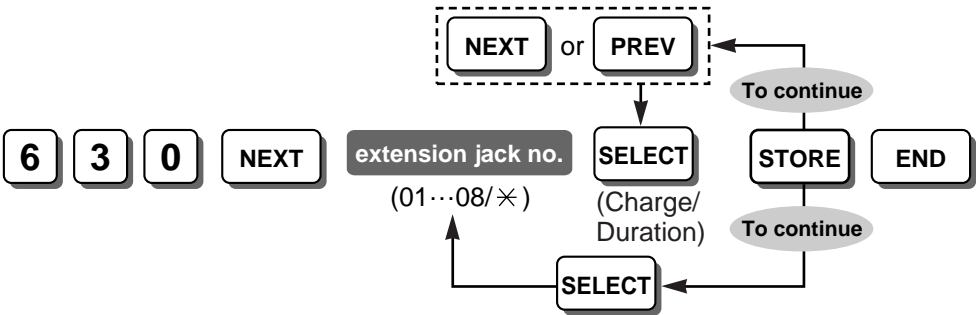 NEXT or PREV
To continue
6 3 0 NEXT extension jack no. SELECT STORE END
(01···08/✳)
(Charge/
Duration)
To continue
SELECT